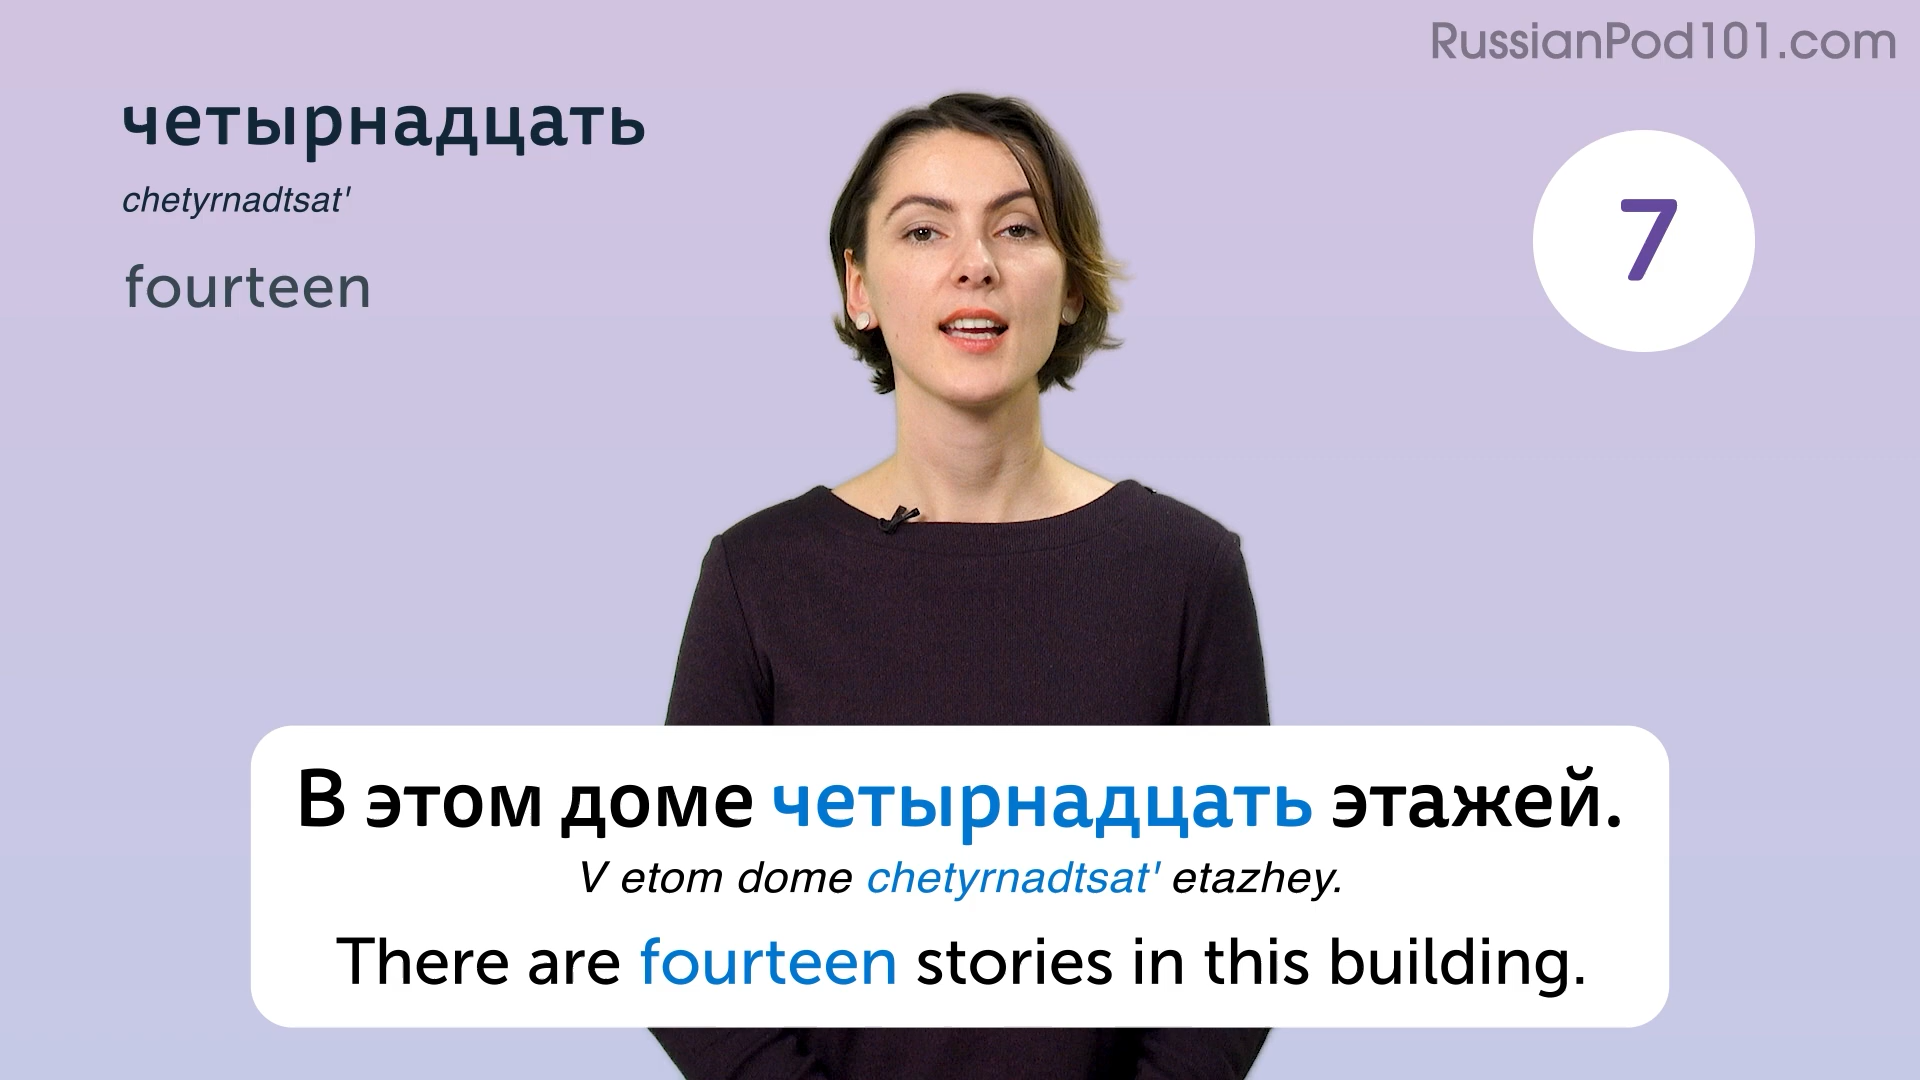 RussianPod101.com
четырнадцать
chetyrnadtsat'
fourteen
7
В этом доме четырнадцать этажей.
V etom dome chetyrnadtsat' etazhey.
There are fourteen stories in this building.